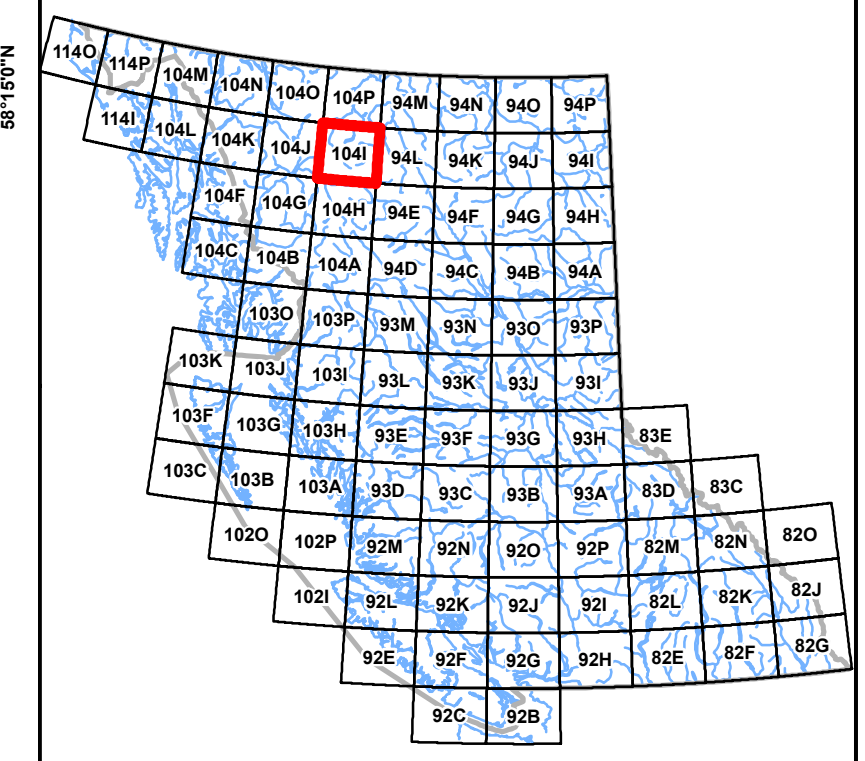 58°15'0"N
114O 114P 104M 104N 104O 104P 94M 94N 94O 94P
114I 104L 104K 104J 104I 94L 94K 94J 94I
104F 104G 104H 94E 94F 94G 94H
104C 104B 104A 94D 94C 94B 94A
103O 103P 93M 93N 93O 93P
103K 103J 103I 93L 93K 93J 93I
103F 103G 103H 93E 93F 93G 93H 83E
103C 103B 103A 93D 93C 93B 93A 83D 83C
102O 102P 92M 92N 92O 92P 82M 82N 82O
102I 92L 92K 92J 92I 82L 82K 82J
92E 92F 92G 92H 82E 82F 82G
92C 92B